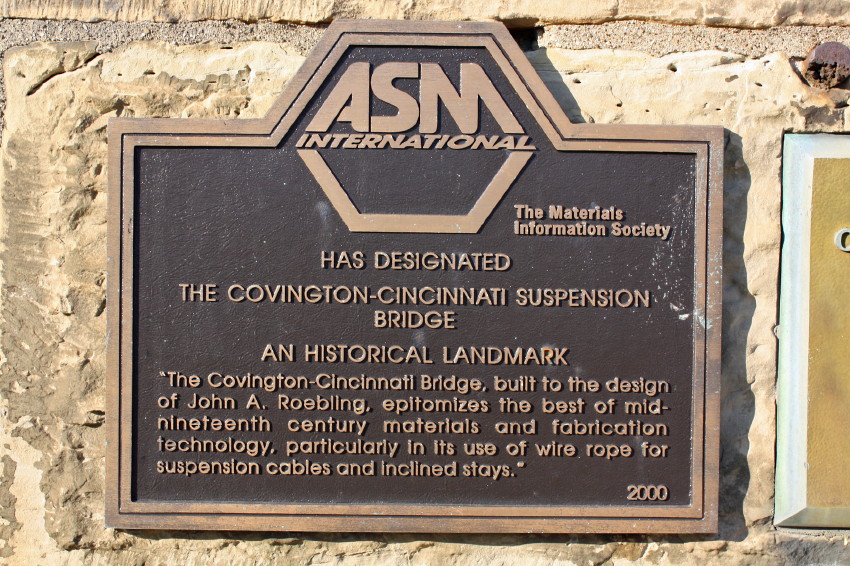 ASM
INTERNATIONAL
The Materials
Information Society
HAS DESIGNATED
THE COVINGTON-CINCINNATI SUSPENSION
BRIDGE
AN HISTORICAL LANDMARK
"The Covington-Cincinnati Bridge, built to the design
of John A. Roebling, epitomizes the best of mid-
nineteenth century materials and fabrication
technology, particularly in its use of wire rope for
suspension cables and inclined stays."
2000